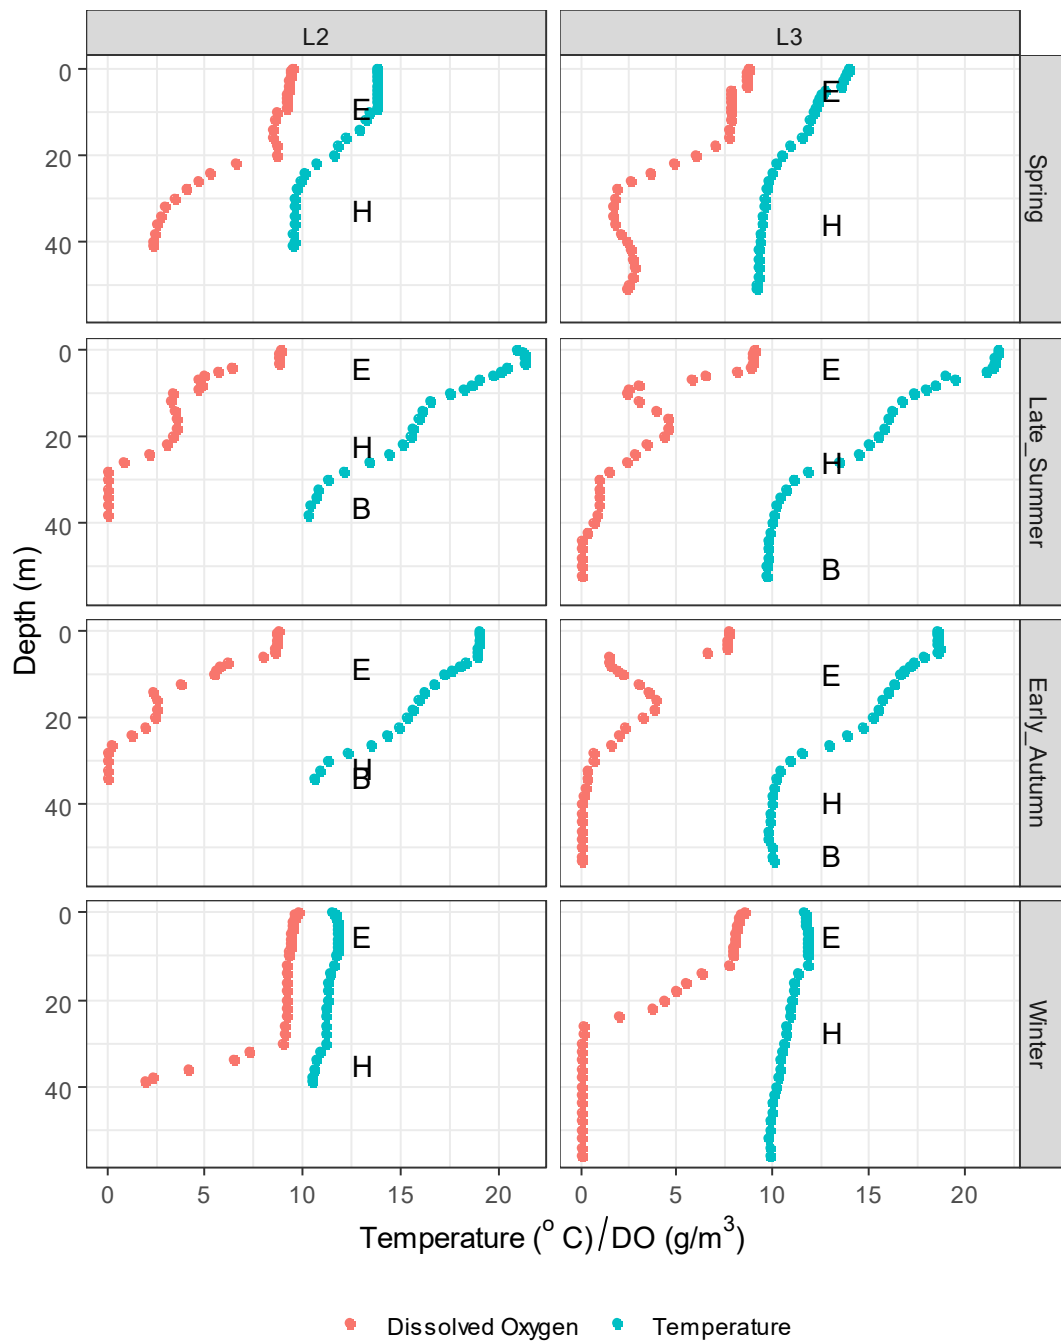 L2 L3
0
20
40
E
H
E
H
Spring
0
20
40
E
H
B
E
H
B
Late_Summer
0
20
40
E
H
B
E
H
B
Early_Autumn
0
20
40
E
H
E
H
Winter
Depth (m)
0 5 10 15 20 0 5 10 15 20
Temperature (° C)/DO (g/m³)
Dissolved Oxygen Temperature